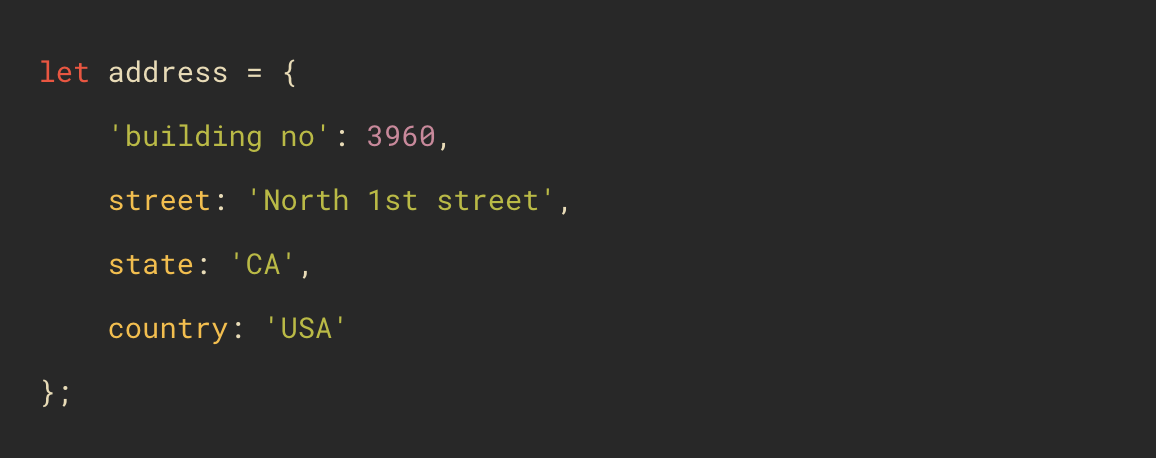 let address = {
    'building no': 3960,
    street: 'North 1st street',
    state: 'CA',
    country: 'USA'
};